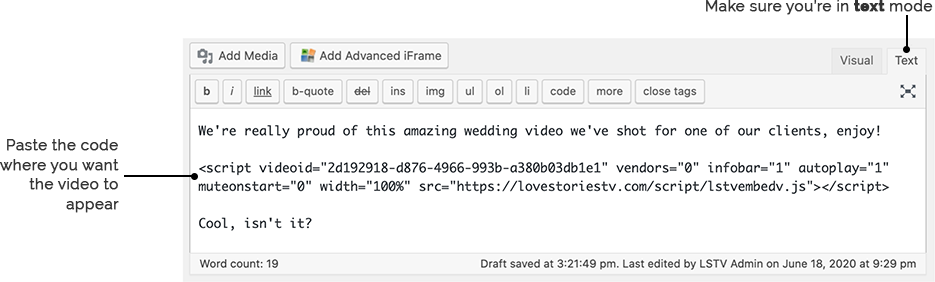 Make sure you're in text mode
Add Media
Add Advanced iFrame
Visual
Text
b
i
link
b-quote
del
ins
img
ul
ol
li
code
more
close tags
We're really proud of this amazing wedding video we've shot for one of our clients, enjoy!
Paste the code
where you want
the video to
appear
<script videoid="2d192918-d876-4966-993b-a380b03db1e1" vendors="0" infobar="1" autoplay="1"
muteonstart="0" width="100%" src="https://lovestoriestv.com/script/lstvembedv.js"></script>
Cool, isn't it?
Word count: 19
Draft saved at 3:21:49 pm. Last edited by LSTV Admin on June 18, 2020 at 9:29 pm